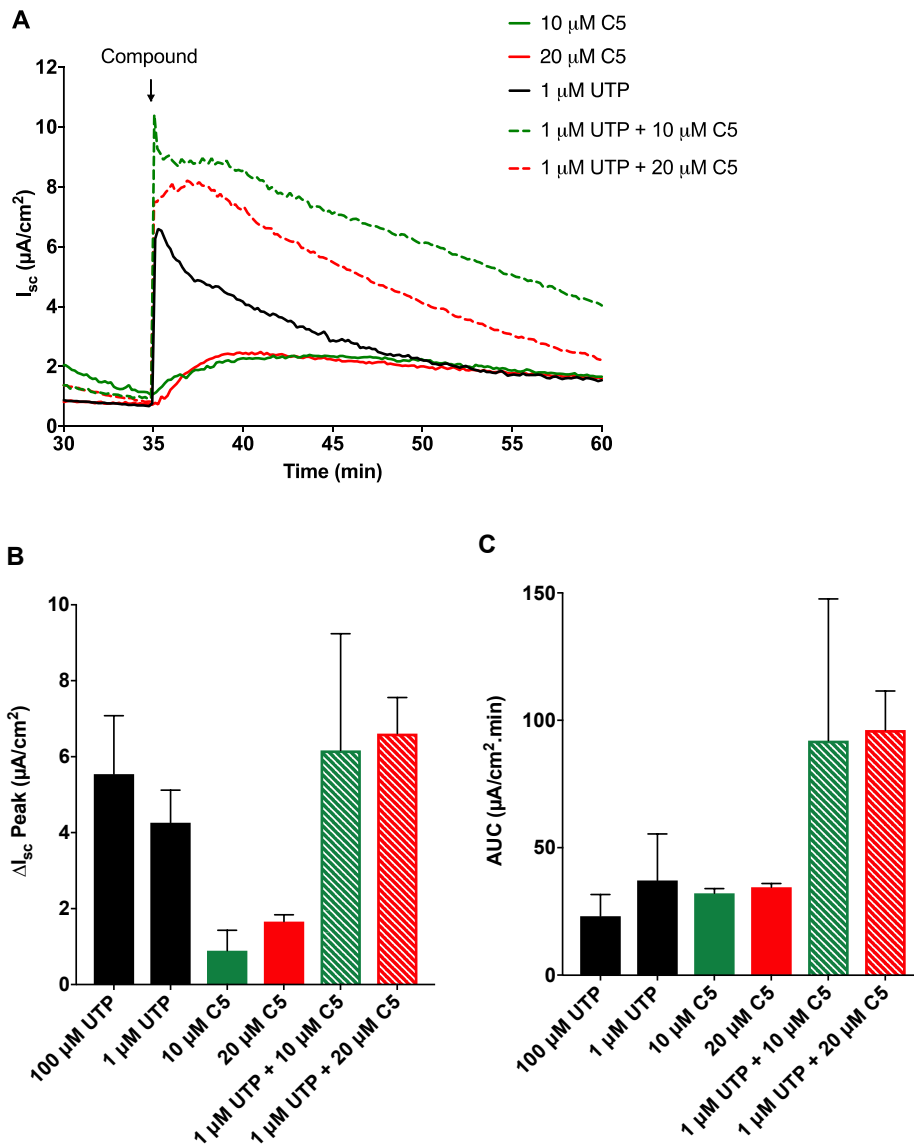 A
Compound
10 μM C5
20 μM C5
1 μM UTP
1 μM UTP + 10 μM C5
1 μM UTP + 20 μM C5
12
10
8
6
4
2
0
Isc (μA/cm²)
30
35
40
45
50
55
60
Time (min)
B
10
8
6
4
2
0
ΔIsc Peak (μA/cm²)
100 μM UTP
1 μM UTP
10 μM C5
20 μM C5
1 μM UTP + 10 μM C5
1 μM UTP + 20 μM C5
C
150
100
50
0
AUC (μA/cm².min)
100 μM UTP
1 μM UTP
10 μM C5
20 μM C5
1 μM UTP + 10 μM C5
1 μM UTP + 20 μM C5